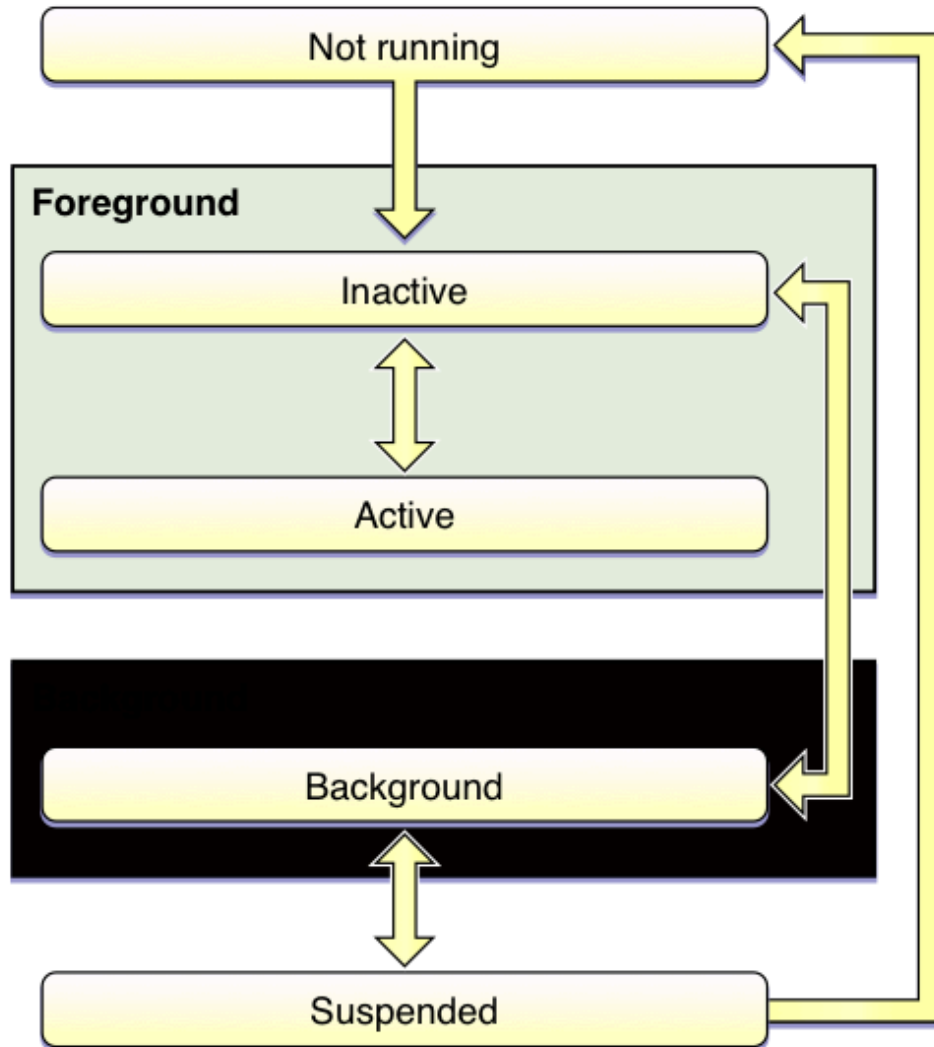 Not running
Foreground
Inactive
Active
Background
Suspended